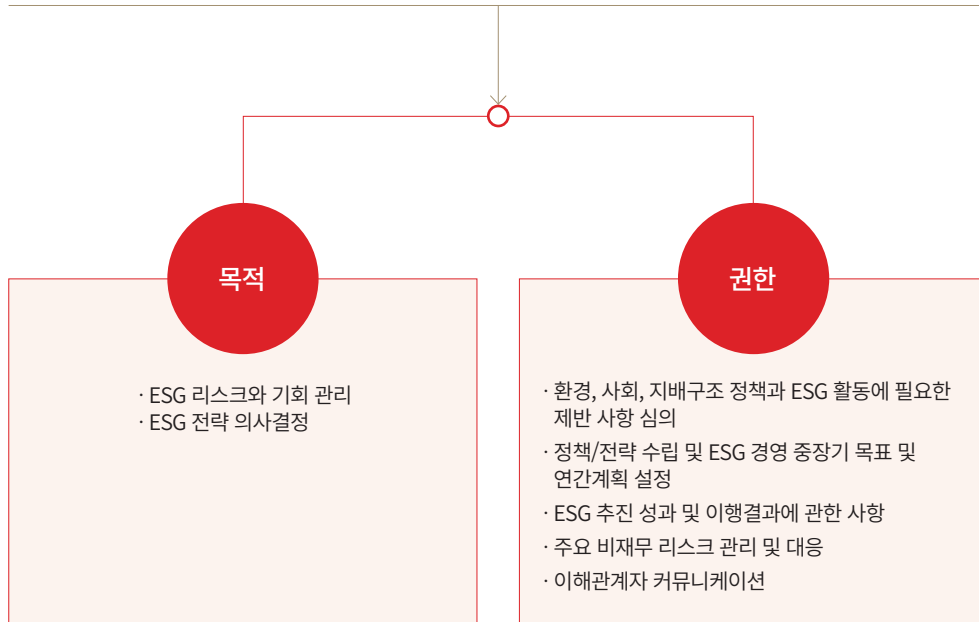 목적
· ESG 리스크와 기회 관리
· ESG 전략 의사결정
권한
· 환경, 사회, 지배구조 정책과 ESG 활동에 필요한
제반 사항 심의
· 정책/전략 수립 및 ESG 경영 중장기 목표 및
연간계획 설정
· ESG 추진 성과 및 이행결과에 관한 사항
· 주요 비재무 리스크 관리 및 대응
· 이해관계자 커뮤니케이션